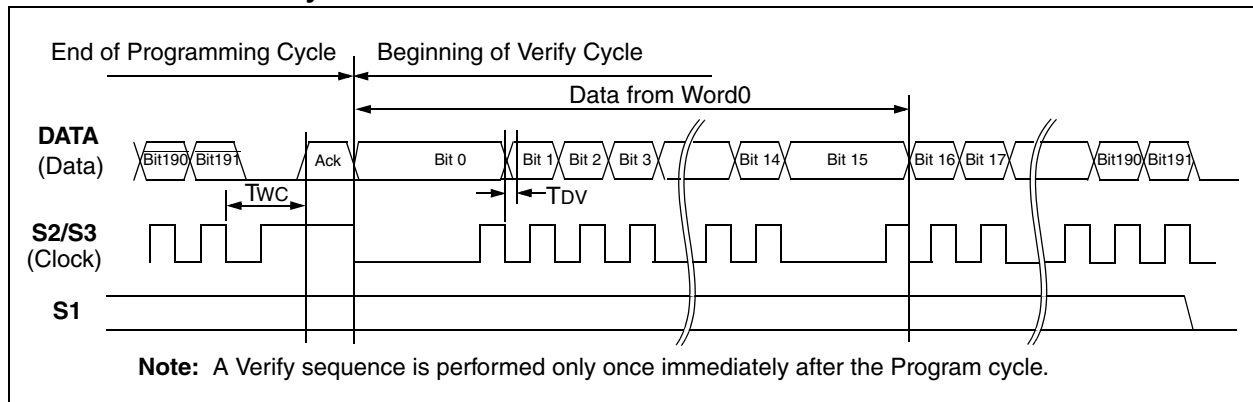 End of Programming Cycle
Beginning of Verify Cycle
Data from Word0
DATA
(Data)
Bit190
Bit191
Ack
Bit 0
Bit 1
Bit 2
Bit 3
Bit 14
Bit 15
Bit 16
Bit 17
Bit190
Bit191
TWC
TDV
S2/S3
(Clock)
S1
Note: A Verify sequence is performed only once immediately after the Program cycle.